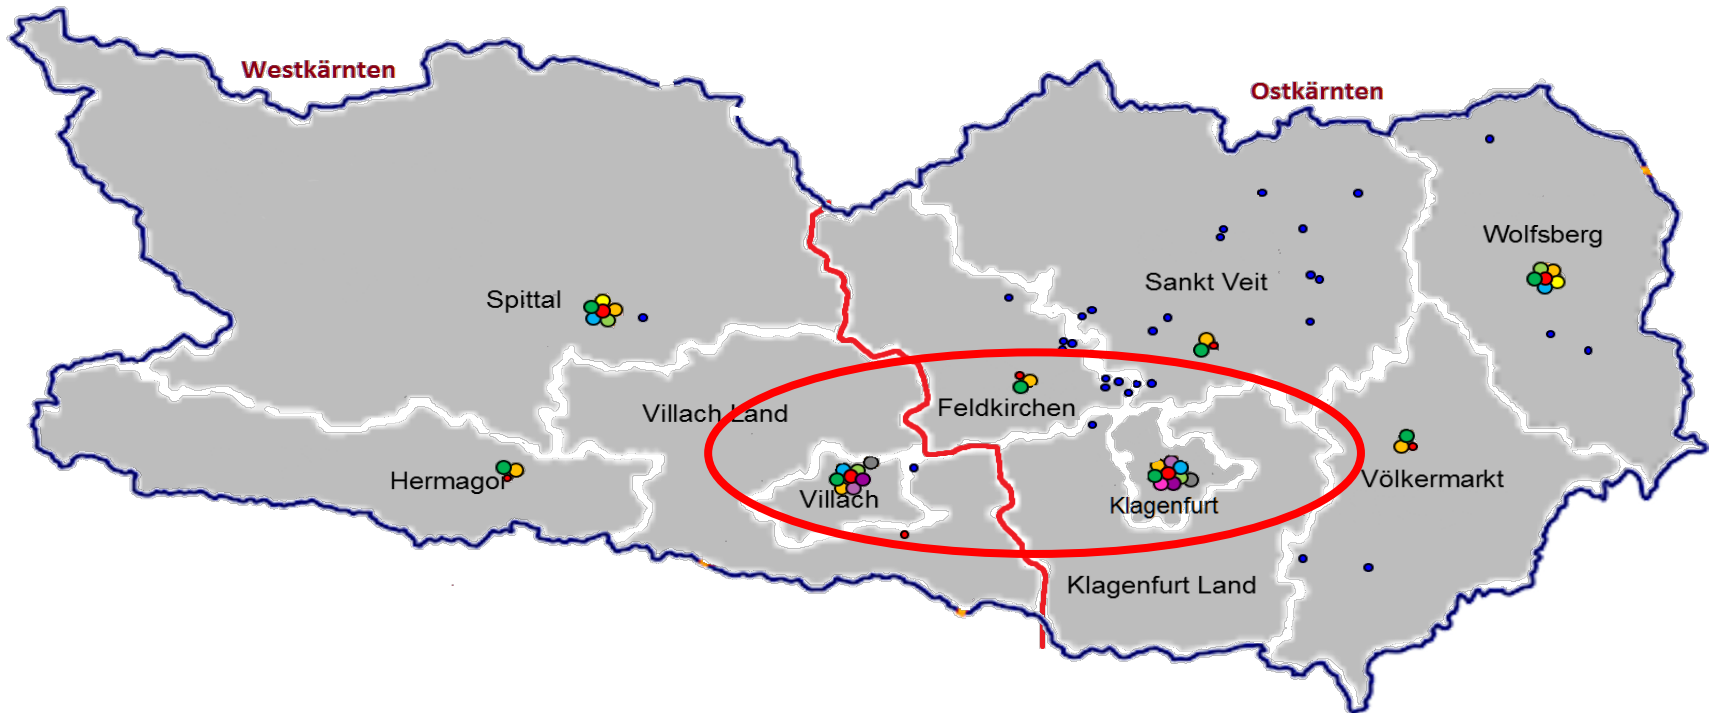 Westkärnten
Ostkärnten
Wolfsberg
Sankt Veit
Spittal
Feldkirchen
Villach Land
Hermagor
Völkermarkt
Villach
Klagenfurt
Klagenfurt Land